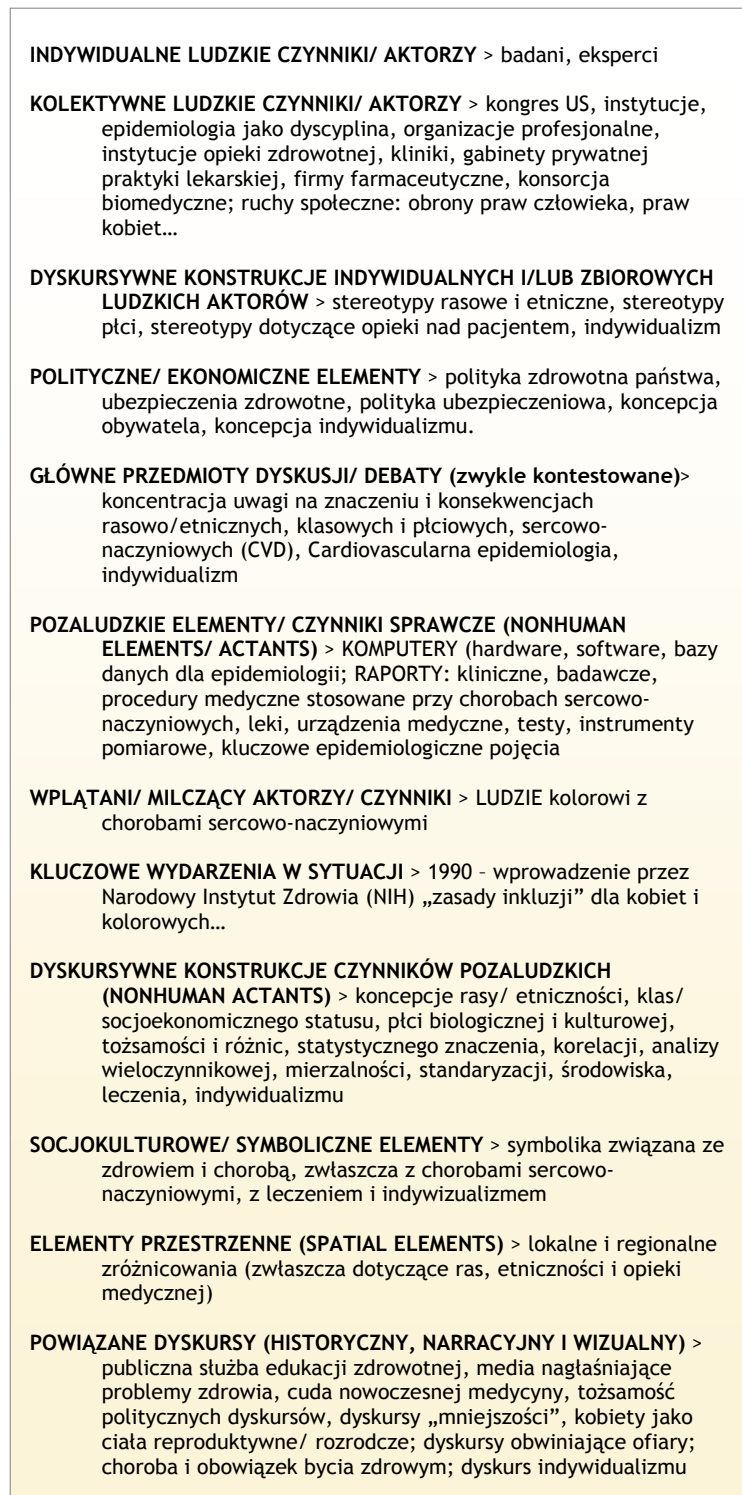 INDYWIDUALNE LUDZKIE CZYNNIKI/ AKTORZY > badani, eksperci
KOLEKTYWNE LUDZKIE CZYNNIKI/ AKTORZY > kongres US, instytucje,
epidemiologia jako dyscyplina, organizacje profesjonalne,
instytucje opieki zdrowotnej, kliniki, gabinety prywatnej
praktyki lekarskiej, firmy farmaceutyczne, konsorcja
biomedyczne; ruchy społeczne: obrony praw człowieka, praw
kobiet…
DYSKURSYWNE KONSTRUKCJE INDYWIDUALNYCH I/LUB ZBIOROWYCH
LUDZKICH AKTORÓW > stereotypy rasowe i etniczne, stereotypy
płci, stereotypy dotyczące opieki nad pacjentem, indywidualizm
POLITYCZNE/ EKONOMICZNE ELEMENTY > polityka zdrowotna państwa,
ubezpieczenia zdrowotne, polityka ubezpieczeniowa, koncepcja
obywatela, koncepcja indywidualizmu.
GŁÓWNE PRZEDMIOTY DYSKUSJI/ DEBATY (zwykle kontestowane)>
koncentracja uwagi na znaczeniu i konsekwencjach
rasowo/etnicznych, klasowych i płciowych, sercowo-
naczyniowych (CVD), Cardiovascularna epidemiologia,
indywidualizm
POZALUDZKIE ELEMENTY/ CZYNNIKI SPRAWCZE (NONHUMAN
ELEMENTS/ ACTANTS) > KOMPUTERY (hardware, software, bazy
danych dla epidemiologii; RAPORTY: kliniczne, badawcze,
procedury medyczne stosowane przy chorobach sercowo-
naczyniowych, leki, urządzenia medyczne, testy, instrumenty
pomiarowe, kluczowe epidemiologiczne pojęcia
WPLĄTANI/ MILCZĄCY AKTORZY/ CZYNNIKI > LUDZIE kolorowi z
chorobami sercowo-naczyniowymi
KLUCZOWE WYDARZENIA W SYTUACJI > 1990 – wprowadzenie przez
Narodowy Instytut Zdrowia (NIH) „zasady inkluzji” dla kobiet i
kolorowych…
DYSKURSYWNE KONSTRUKCJE CZYNNIKÓW POZALUDZKICH
(NONHUMAN ACTANTS) > koncepcje rasy/ etniczności, klas/
socjoekonomicznego statusu, płci biologicznej i kulturowej,
tożsamości i różnic, statystycznego znaczenia, korelacji, analizy
wieloczynnikowej, mierzalności, standaryzacji, środowiska,
leczenia, indywidualizmu
SOCJOKULTUROWE/ SYMBOLICZNE ELEMENTY > symbolika związana ze
zdrowiem i chorobą, zwłaszcza z chorobami sercowo-
naczyniowymi, z leczeniem i indywizualizmem
ELEMENTY PRZESTRZENNE (SPATIAL ELEMENTS) > lokalne i regionalne
zróżnicowania (zwłaszcza dotyczące ras, etniczności i opieki
medycznej)
POWIĄZANE DYSKURSY (HISTORYCZNY, NARRACYJNY I WIZUALNY) >
publiczna służba edukacji zdrowotnej, media nagłaśniające
problemy zdrowia, cuda nowoczesnej medycyny, tożsamość
politycznych dyskursów, dyskursy „mniejszości”, kobiety jako
ciała reproduktywne/ rozrodcze; dyskursy obwiniające ofiary;
choroba i obowiązek bycia zdrowym; dyskurs indywidualizmu